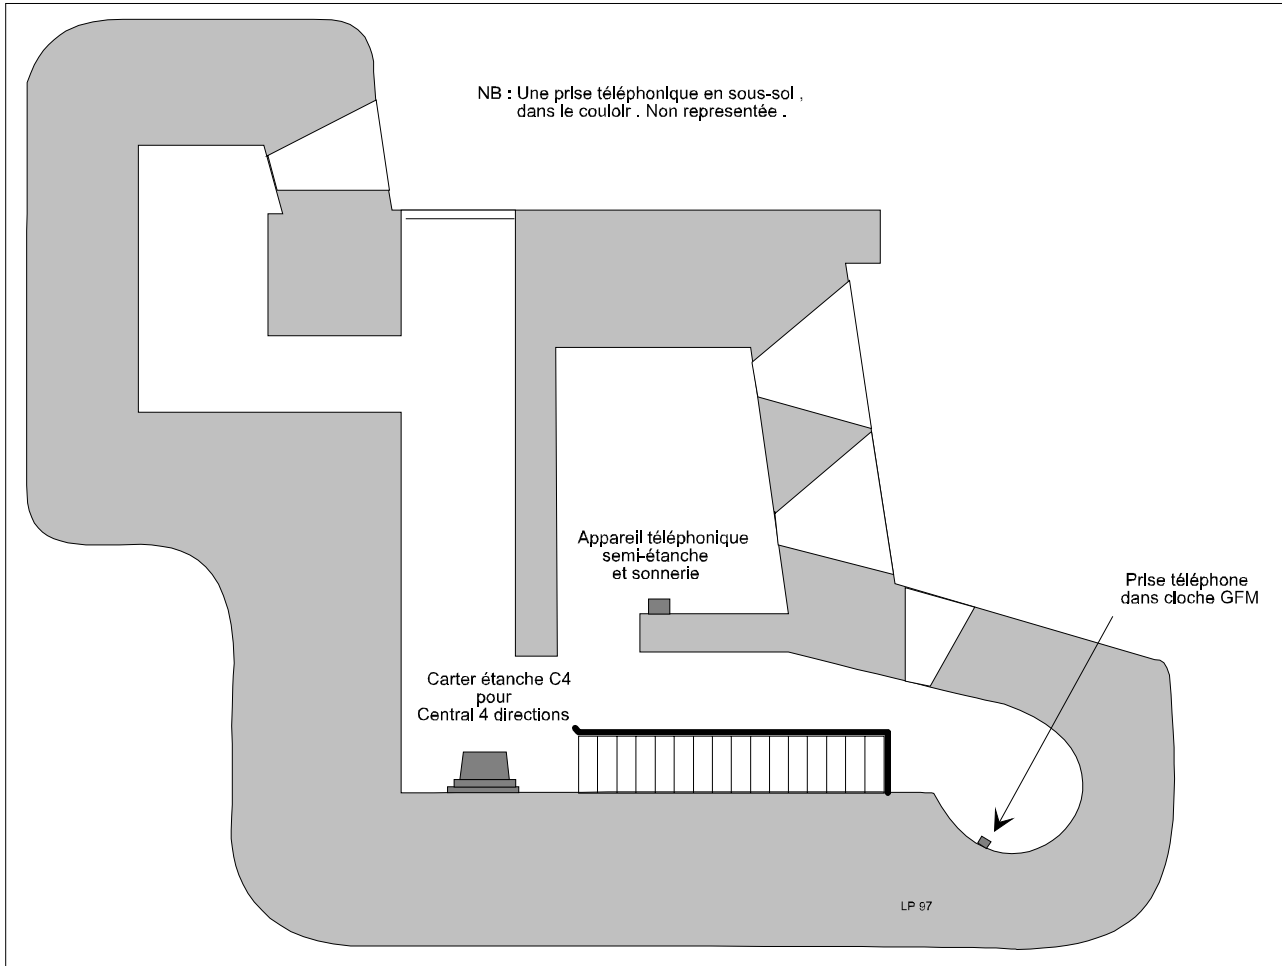 NB : Une prise téléphonique en sous-sol ,
dans le couloir . Non representée .
Appareil téléphonique
semi-étanche
et sonnerie
Prise téléphone
dans cloche GFM
Carter étanche C4
pour
Central 4 directions
LP 97